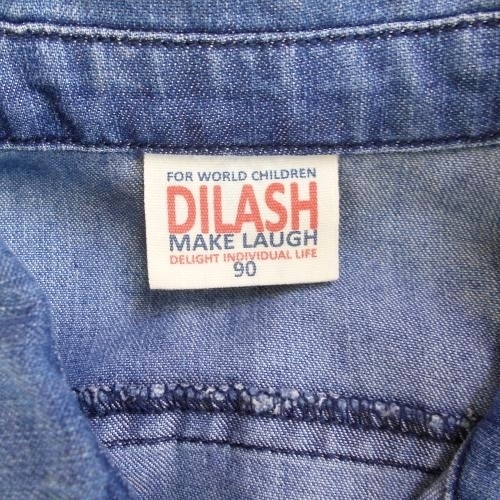 FOR WORLD CHILDREN
DILASH
MAKE LAUGH
DELIGHT INDIVIDUAL LIFE
90